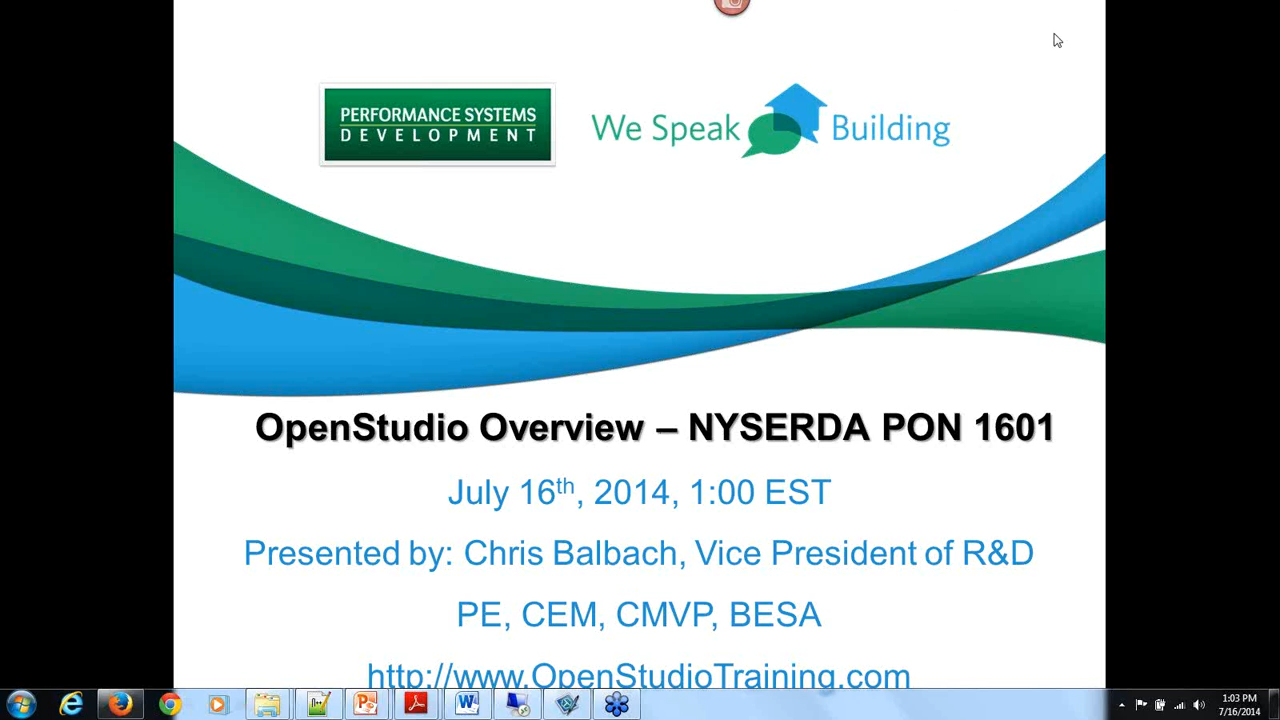 PERFORMANCE SYSTEMS
DEVELOPMENT
We Speak Building
OpenStudio Overview – NYSERDA PON 1601
July 16th, 2014, 1:00 EST
Presented by: Chris Balbach, Vice President of R&D
PE, CEM, CMVP, BESA
http://www.OpenStudioTraining.com
1:03 PM
7/16/2014